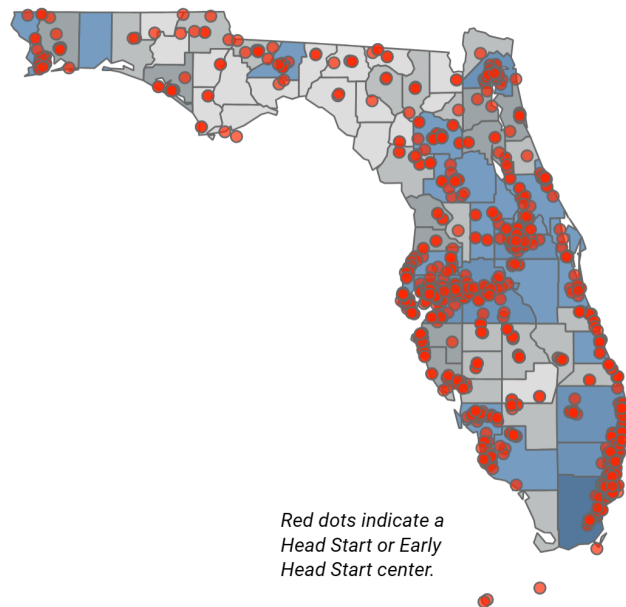 Red dots indicate a
Head Start or Early
Head Start center.